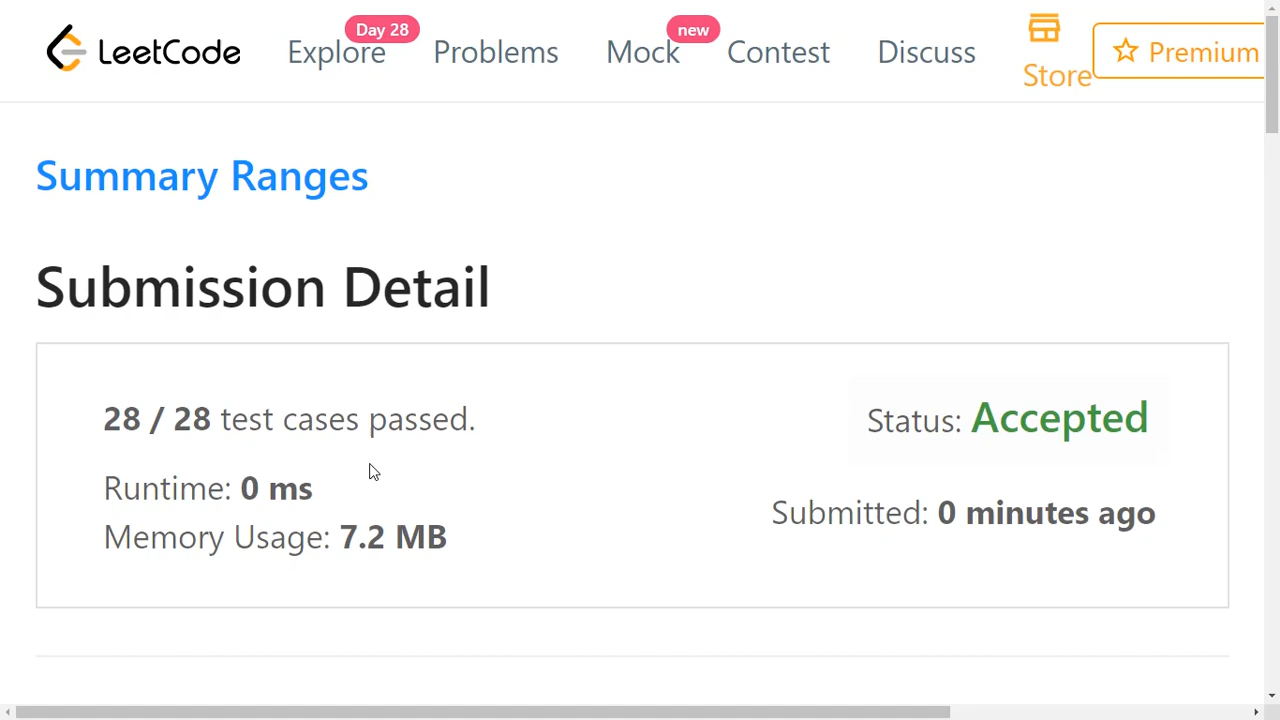 LeetCode
Explore
Day 28
Problems
Mock
new
Contest
Discuss
Store
Premium
Summary Ranges
Submission Detail
28 / 28 test cases passed.
Status: Accepted
Runtime: 0 ms
Submitted: 0 minutes ago
Memory Usage: 7.2 MB